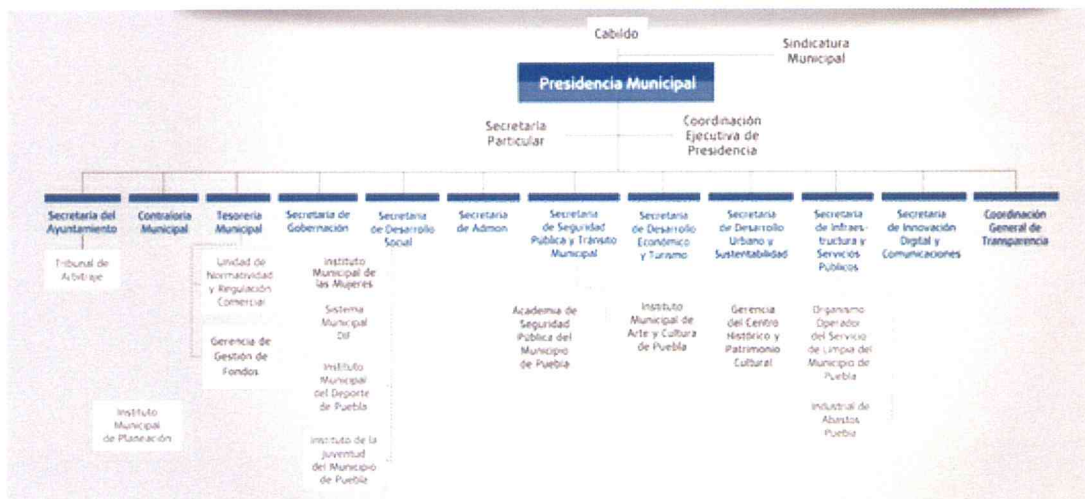 Cabildo
Sindicatura
Municipal
Presidencia Municipal
Secretaría
Particular
Coordinación
Ejecutiva de
Presidencia
Secretaría del
Ayuntamiento
Tribunal de
Arbitraje
Contraloría
Municipal
Instituto
Municipal
de Planeación
Tesorería
Municipal
Unidad de
Normatividad
y Regulación
Comercial
Gerencia de
Gestión de
Fondos
Secretaría de
Gobernación
Secretaría
de Desarrollo
Social
Instituto
Municipal de
las Mujeres
Sistema
Municipal
DIF
Instituto
Municipal
del Deporte
de Puebla
Instituto de la
Juventud
del Municipio
de Puebla
Secretaría
de Admon
Secretaría
de Seguridad
Pública y Tránsito
Municipal
Academia de
Seguridad
Pública del
Municipio
de Puebla
Secretaría
de Desarrollo
Económico
y Turismo
Instituto
Municipal de
Arte y Cultura
de Puebla
Secretaría
de Desarrollo
Urbano y
Sustentabilidad
Gerencia
del Centro
Histórico y
Patrimonio
Cultural
Secretaría
de Infraes-
tructura y
Servicios
Públicos
Organismo
Operador
del Servicio
de Limpia del
Municipio de
Puebla
Industrial de
Abastos
Puebla
Secretaría
de Innovación
Digital y
Comunicaciones
Coordinación
General de
Transparencia